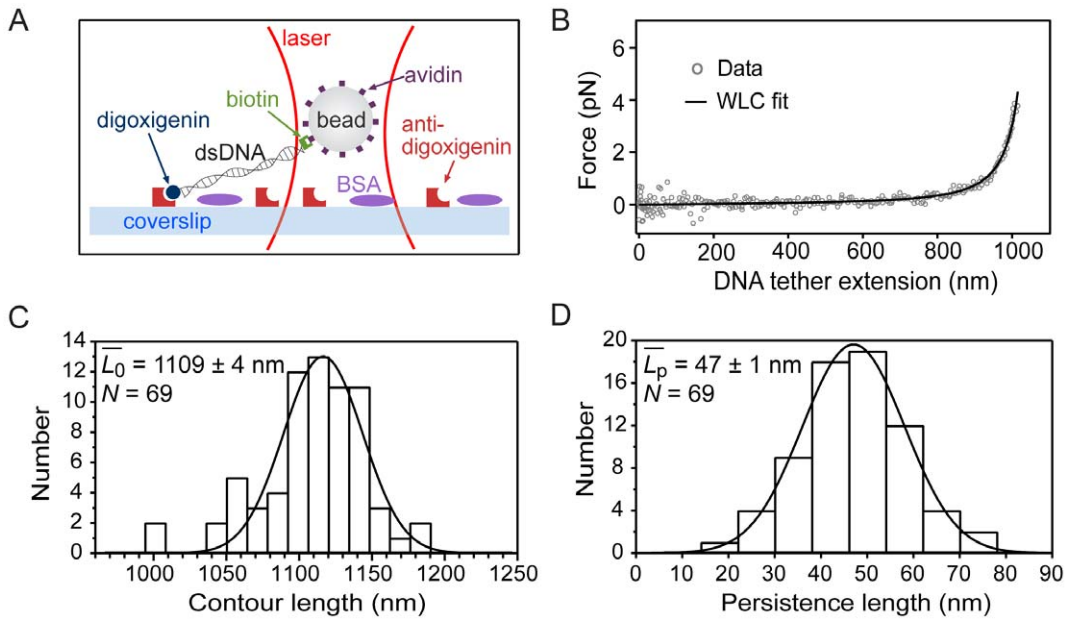 A
laser
avidin
biotin
bead
digoxigenin
anti-
digoxigenin
dsDNA
BSA
coverslip
B
6
4
2
0
Force (pN)
Data
WLC fit
0 200 400 600 800 1000
DNA tether extension (nm)
C
14
12
10
8
6
4
2
0
Number
L̅₀ = 1109 ± 4 nm
N = 69
1000 1050 1100 1150 1200 1250
Contour length (nm)
D
20
16
12
8
4
0
Number
L̅ₚ = 47 ± 1 nm
N = 69
0 10 20 30 40 50 60 70 80 90
Persistence length (nm)